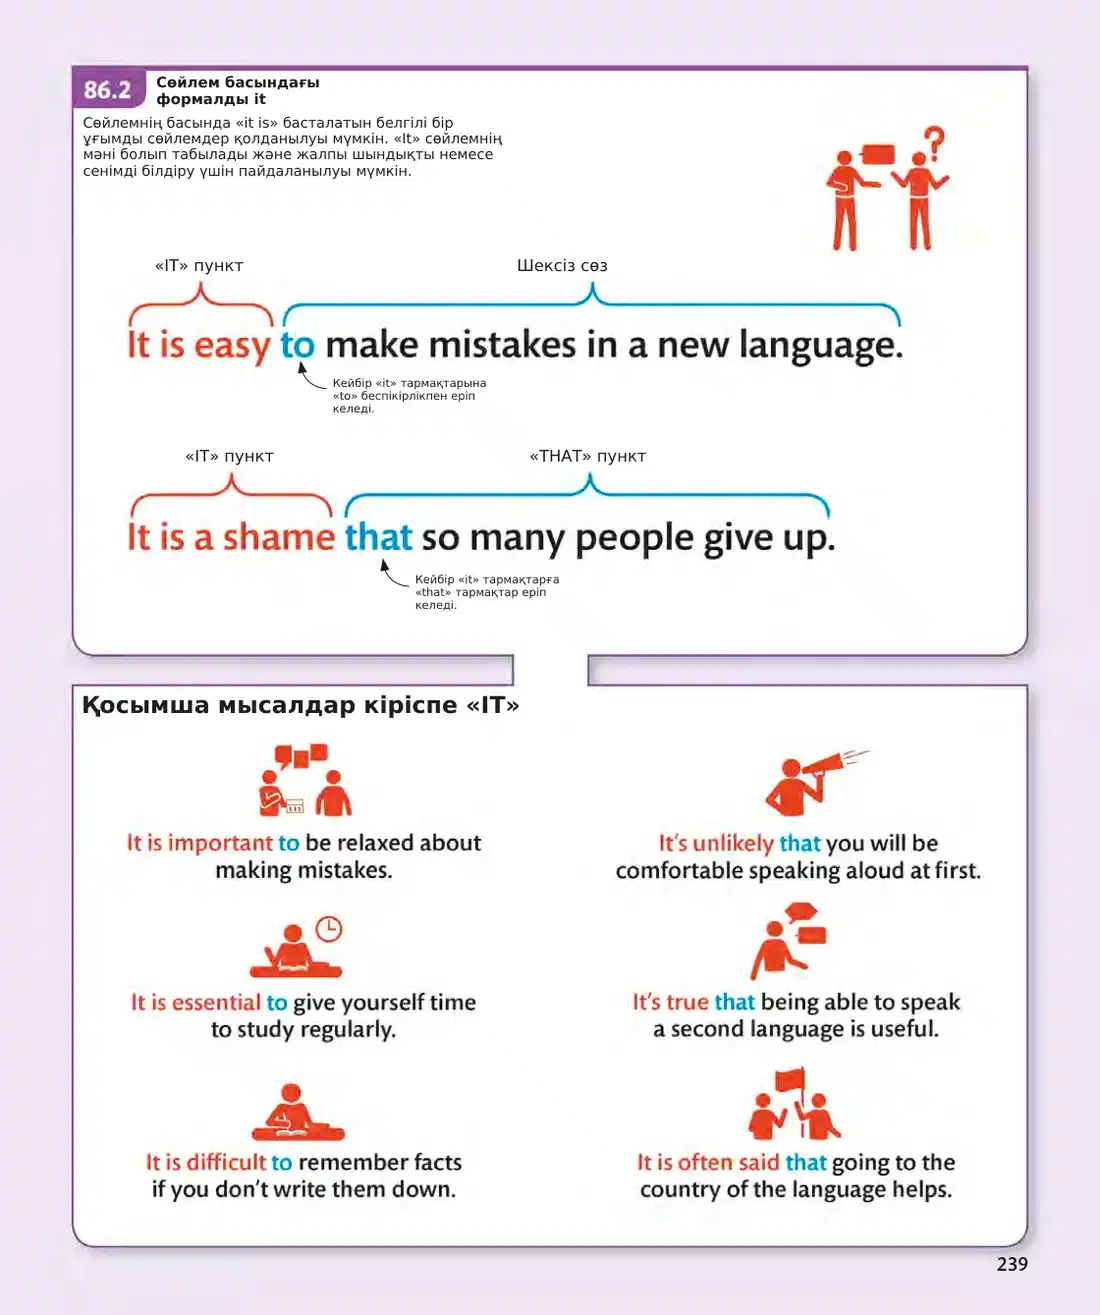 86.2
Сөйлем басындағы
формалды it
Сөйлемнің басында «it is» басталатын белгілі бір
ұғымды сөйлемдер қолданылуы мүмкін. «It» сөйлемнің
мәні болып табылады және жалпы шындықты немесе
сенімді білдіру үшін пайдаланылуы мүмкін.
?
«IT» пункт
Шексіз сөз
It is easy to make mistakes in a new language.
Кейбір «it» тармақтарына
«to» беспікірлікпен еріп
келеді.
«IT» пункт
«THAT» пункт
It is a shame that so many people give up.
Кейбір «it» тармақтарға
«that» тармақтар еріп
келеді.
Қосымша мысалдар кіріспе «IT»
It is important to be relaxed about
making mistakes.
It's unlikely that you will be
comfortable speaking aloud at first.
It is essential to give yourself time
to study regularly.
It's true that being able to speak
a second language is useful.
It is difficult to remember facts
if you don't write them down.
It is often said that going to the
country of the language helps.
239